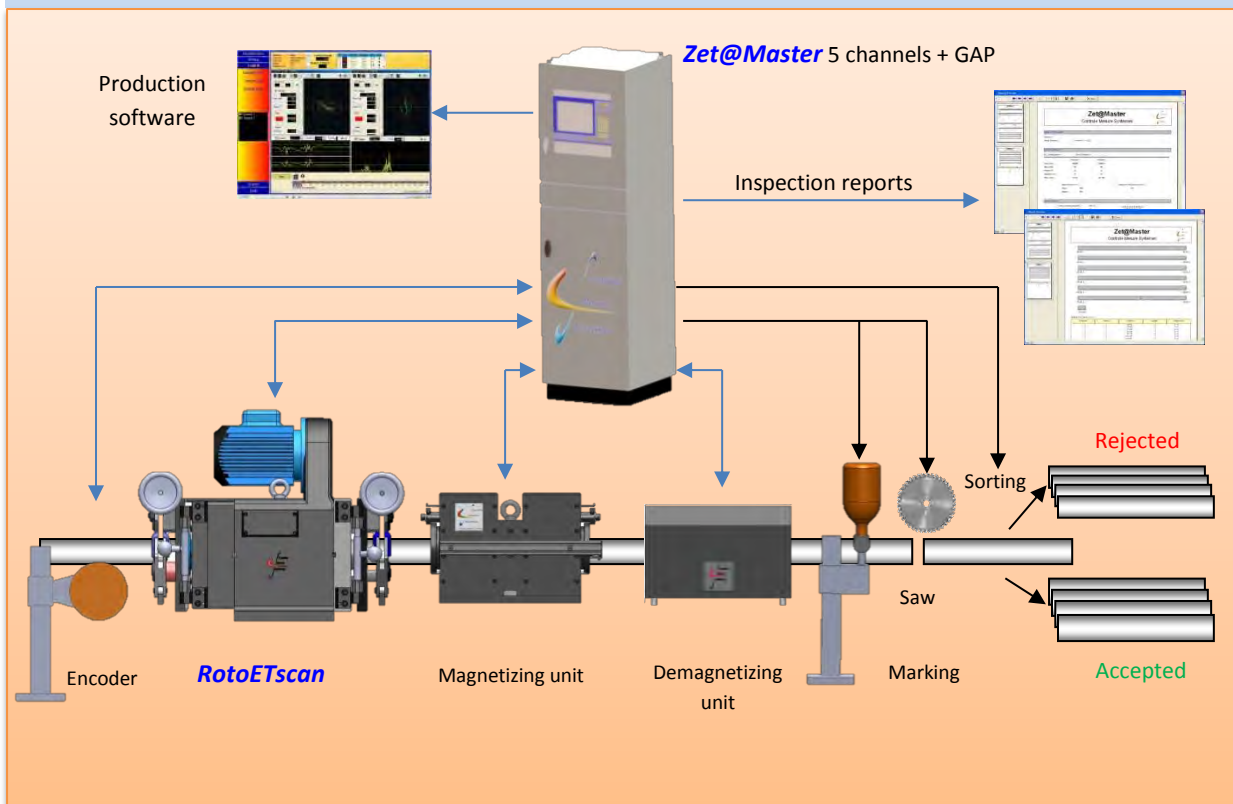 Zet@Master 5 channels + GAP
Production
software
Zet@Master
Inspection reports
Zet@Master
Rejected
Sorting
Saw
Encoder
RotoETscan
Magnetizing unit
Demagnetizing
unit
Marking
Accepted